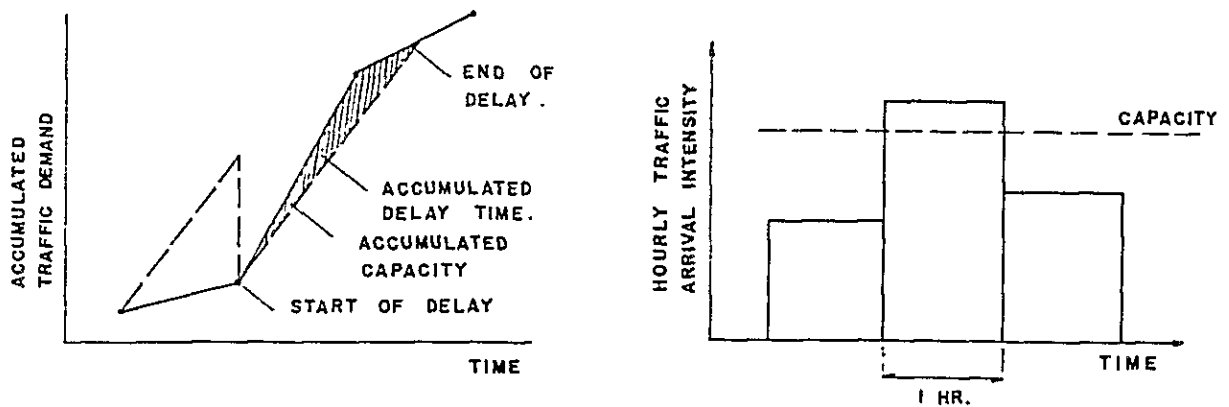 ACCUMULATED
TRAFFIC DEMAND
END OF
DELAY.
ACCUMULATED
DELAY TIME.
ACCUMULATED
CAPACITY
START OF DELAY
TIME
HOURLY TRAFFIC
ARRIVAL INTENSITY
CAPACITY
TIME
1 HR.